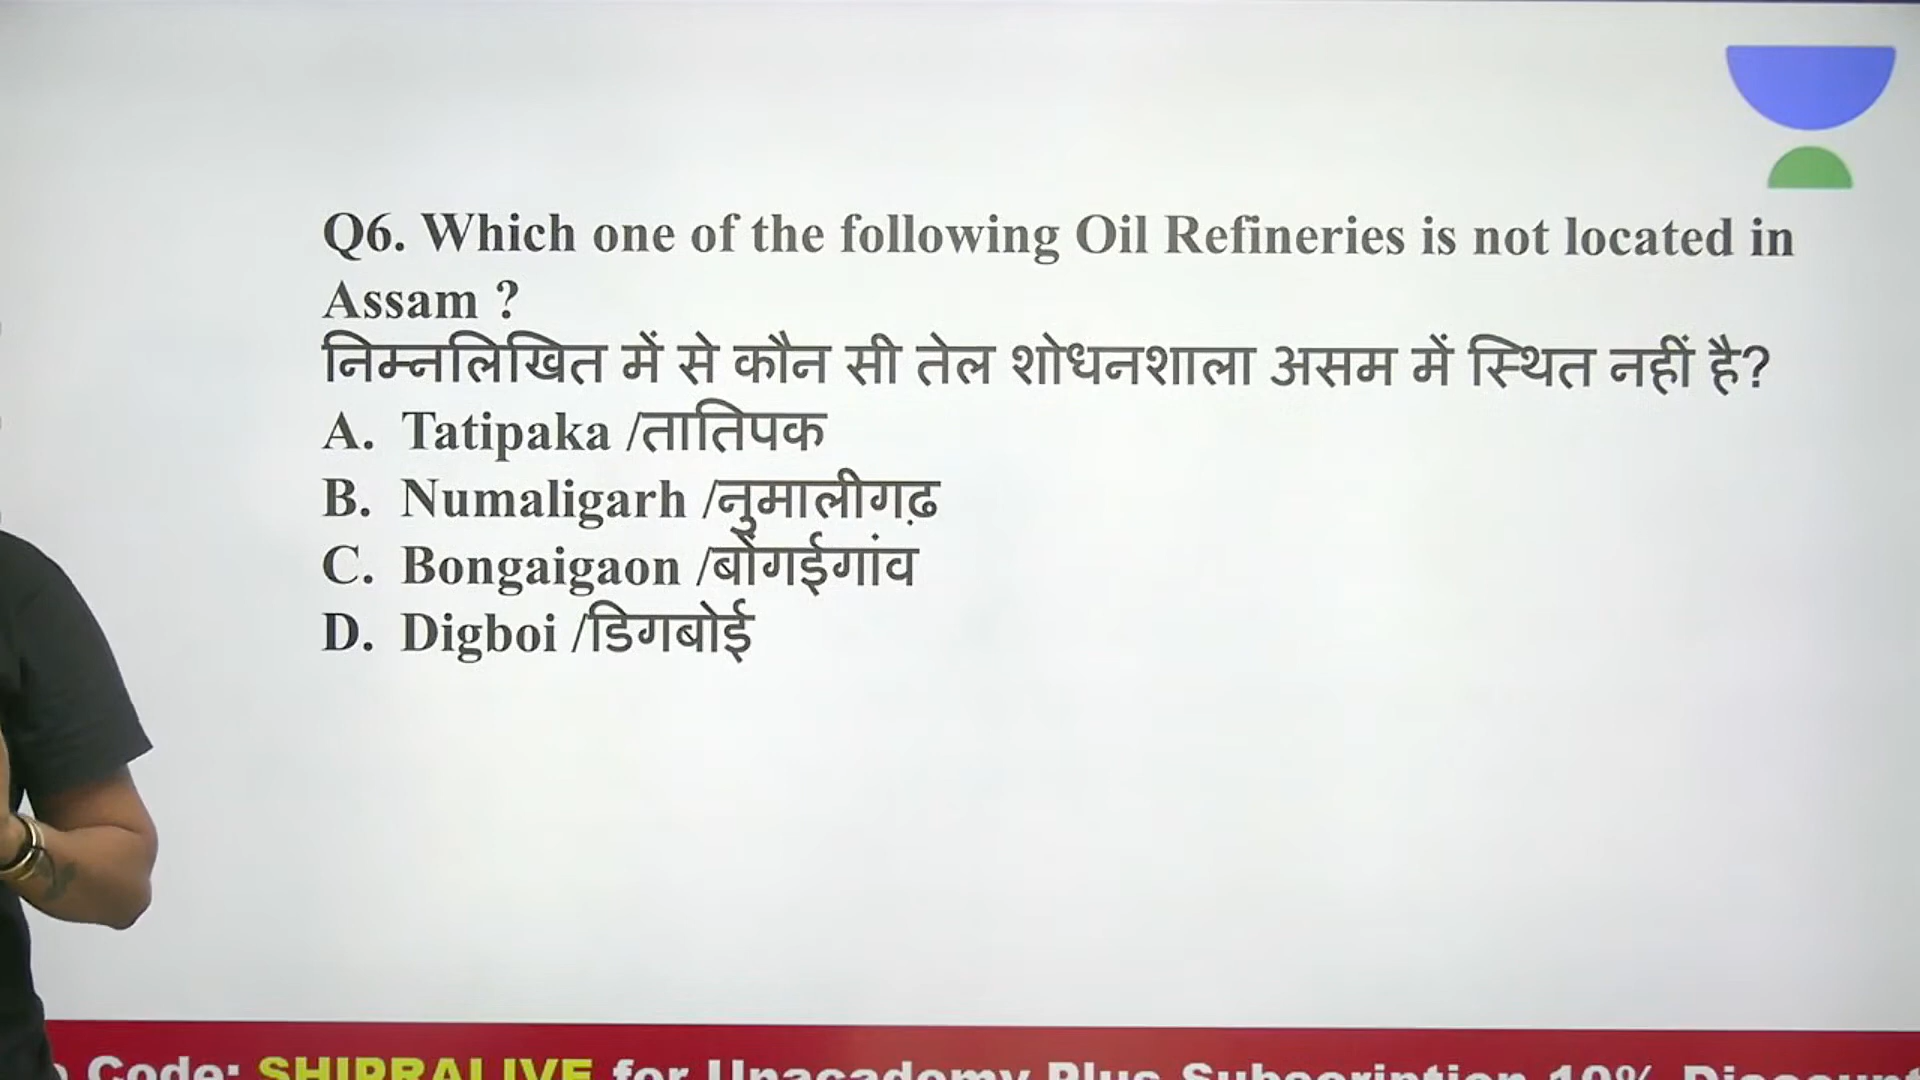 Q6. Which one of the following Oil Refineries is not located in
Assam ?
निम्नलिखित में से कौन सी तेल शोधनशाला असम में स्थित नहीं है?
A. Tatipaka /तातिपक
B. Numaligarh /नुमालीगढ़
C. Bongaigaon /बोंगईगांव
D. Digboi /डिगबोई
Code: SHIPRALIVE for Unacademy Plus Subscription 10% Discount